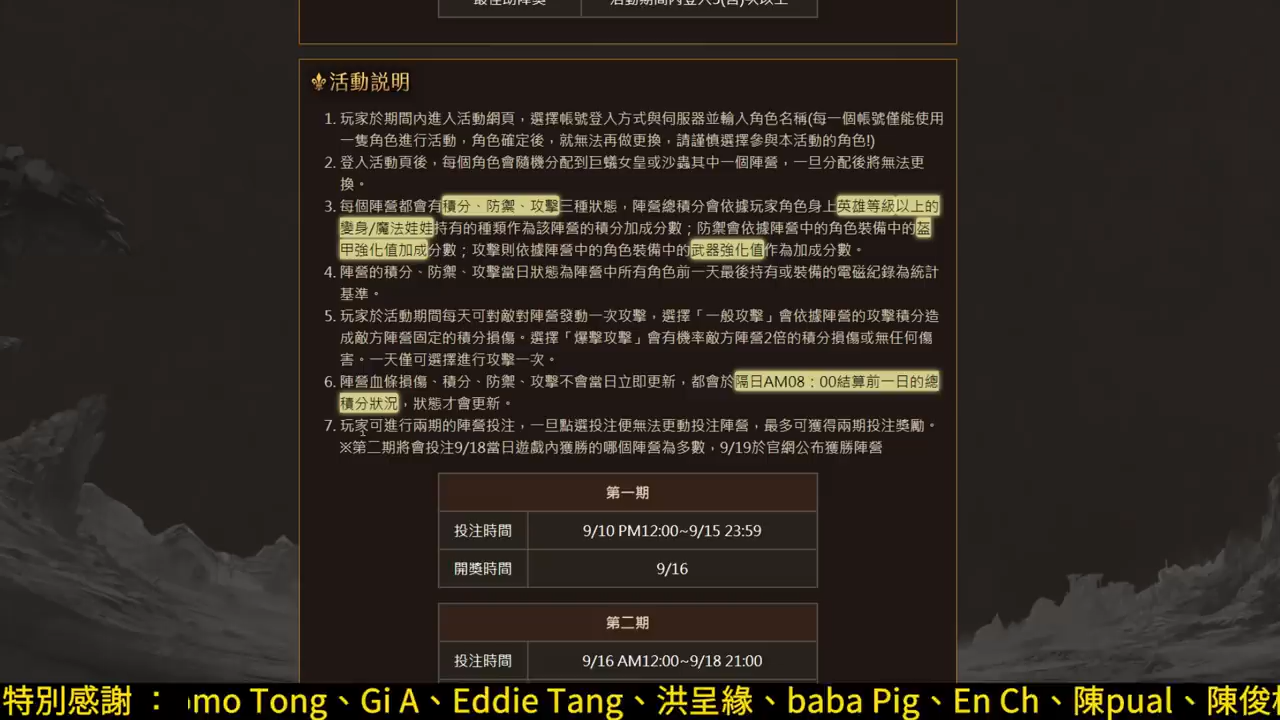 最佳助陣獎 活動期間內登入5(含)次以上
活動說明
1. 玩家於期間內進入活動網頁，選擇帳號登入方式與伺服器並輸入角色名稱(每一個帳號僅能使用
一隻角色進行活動，角色確定後，就無法再做更換，請謹慎選擇參與本活動的角色!)
2. 登入活動頁後，每個角色會隨機分配到巨蟻女皇或沙蟲其中一個陣營，一旦分配後將無法更
換。
3. 每個陣營都會有積分、防禦、攻擊三種狀態，陣營總積分會依據玩家角色身上英雄等級以上的
變身/魔法娃娃持有的種類作為該陣營的積分加成分數；防禦會依據陣營中的角色裝備中的盔
甲強化值加成分數；攻擊則依據陣營中的角色裝備中的武器強化值作為加成分數。
4. 陣營的積分、防禦、攻擊當日狀態為陣營中所有角色前一天最後持有或裝備的電磁紀錄為統計
基準。
5. 玩家於活動期間每天可對敵對陣營發動一次攻擊，選擇「一般攻擊」會依據陣營的攻擊積分造
成敵方陣營固定的積分損傷。選擇「爆擊攻擊」會有機率敵方陣營2倍的積分損傷或無任何傷
害。一天僅可選擇進行攻擊一次。
6. 陣營血條損傷、積分、防禦、攻擊不會當日立即更新，都會於隔日AM08：00結算前一日的總
積分狀況，狀態才會更新。
7. 玩家可進行兩期的陣營投注，一旦點選投注便無法更動投注陣營，最多可獲得兩期投注獎勵。
※第二期將會投注9/18當日遊戲內獲勝的哪個陣營為多數，9/19於官網公布獲勝陣營
第一期
投注時間 9/10 PM12:00~9/15 23:59
開獎時間 9/16
第二期
投注時間 9/16 AM12:00~9/18 21:00
特別感謝 ： omo Tong、Gi A、Eddie Tang、洪呈緣、baba Pig、En Ch、陳pual、陳俊